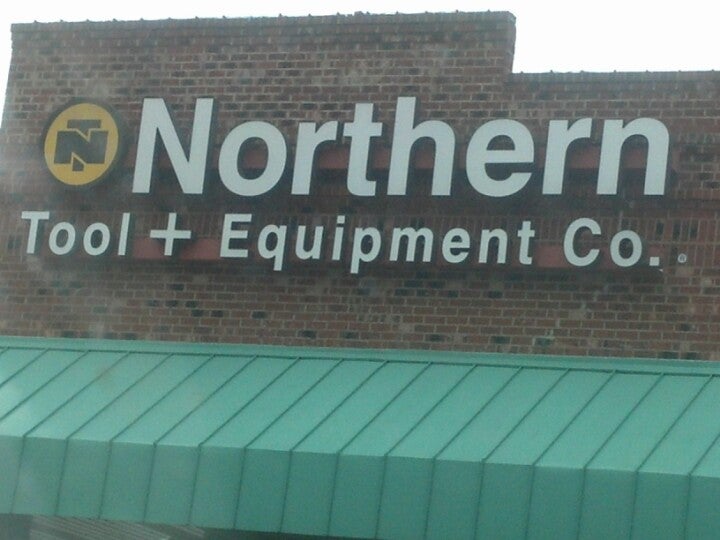 N Northern
Tool + Equipment Co.